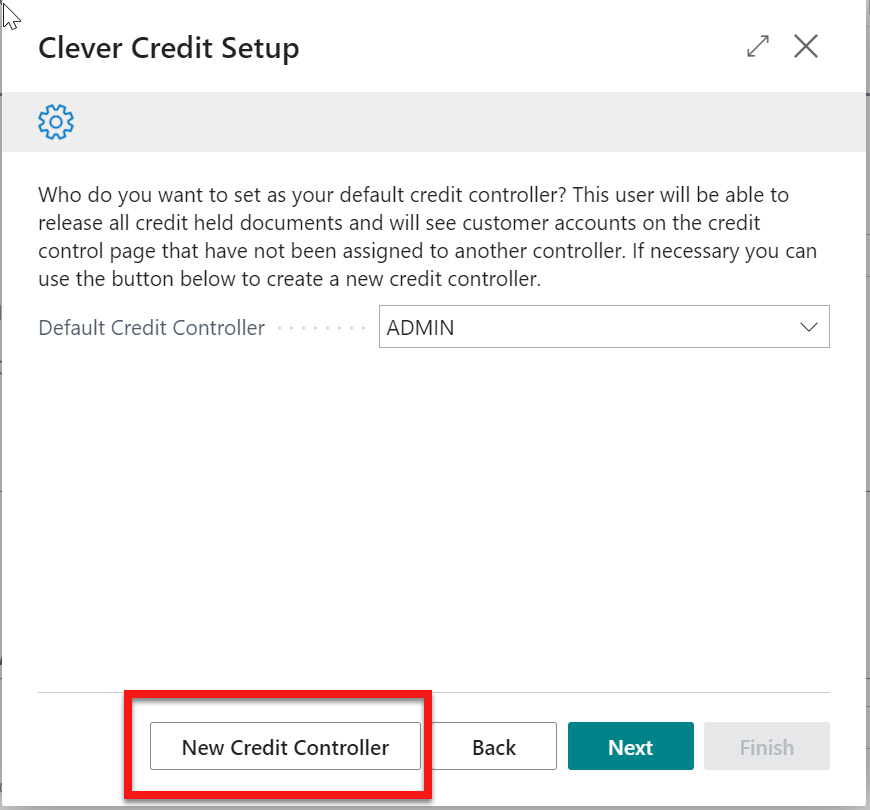 Clever Credit Setup
Who do you want to set as your default credit controller? This user will be able to
release all credit held documents and will see customer accounts on the credit
control page that have not been assigned to another controller. If necessary you can
use the button below to create a new credit controller.
Default Credit Controller ADMIN
New Credit Controller Back Next Finish